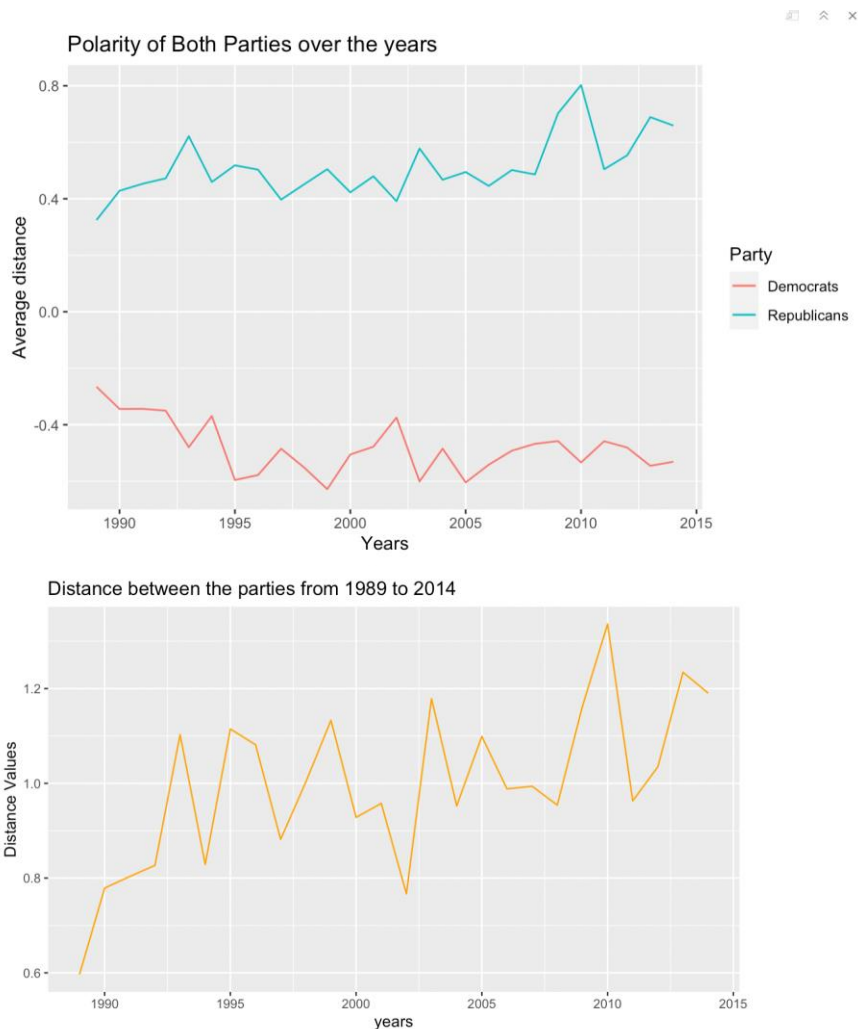 Polarity of Both Parties over the years
0.8
0.4
0.0
-0.4
Average distance
1990 1995 2000 2005 2010 2015
Years
Party
Democrats
Republicans
Distance between the parties from 1989 to 2014
1.2
1.0
0.8
0.6
Distance Values
1990 1995 2000 2005 2010 2015
years